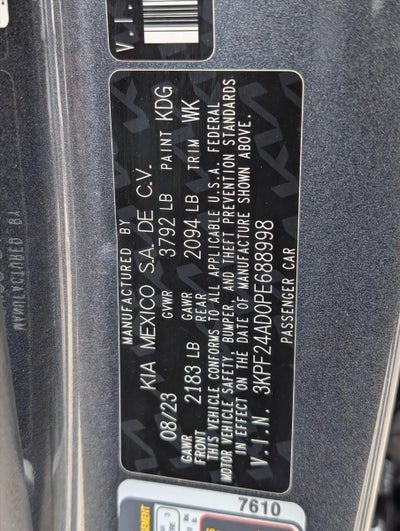 V.I.N.
MANUFACTURED BY
KIA MEXICO S.A. DE C.V.
08/23 GVWR 3792 LB PAINT KDG
GAWR FRONT 2183 LB GAWR REAR 2094 LB TRIM WK
THIS VEHICLE CONFORMS TO ALL APPLICABLE U.S.A. FEDERAL
MOTOR VEHICLE SAFETY, BUMPER, AND THEFT PREVENTION STANDARDS
IN EFFECT ON THE DATE OF MANUFACTURE SHOWN ABOVE.
V.I.N. 3KPF24AD0PE688998
PASSENGER CAR
7610